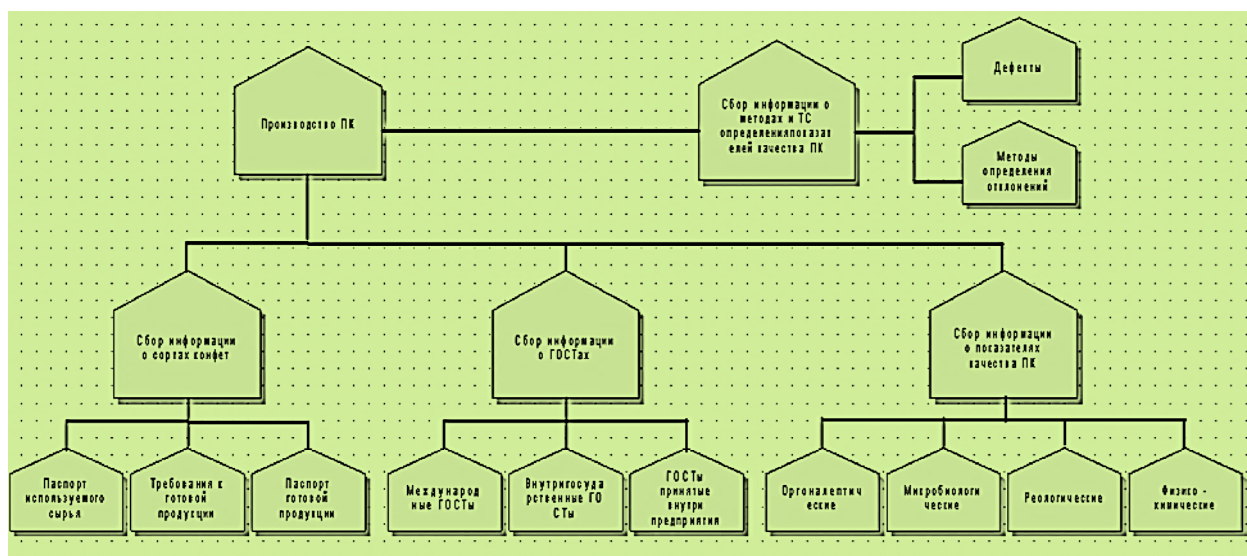 Производство ПК
Сбор информации о
методах и ТС
определенияпоказат
елей качества ПК
Дефекты
Методы
определения
отклонений
Сбор информации
о сортах конфет
Сбор информации
о ГОСТах
Сбор информации
о показателях
качества ПК
Паспорт
используемого
сырья
Требования к
готовой
продукции
Паспорт
готовой
продукции
Международ
ные ГОСТы
Внутригосуда
рственные ГО
СТы
ГОСТы
принятые
внутри
предприятия
Оргоналептич
еские
Микробиологи
ческие
Реологические
Физико -
химические